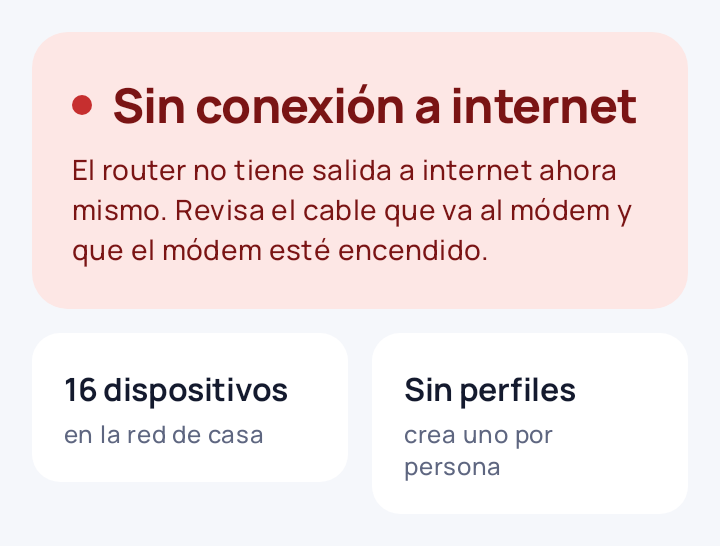 Sin conexión a internet
El router no tiene salida a internet ahora
mismo. Revisa el cable que va al módem y
que el módem esté encendido.
16 dispositivos
en la red de casa
Sin perfiles
crea uno por
persona